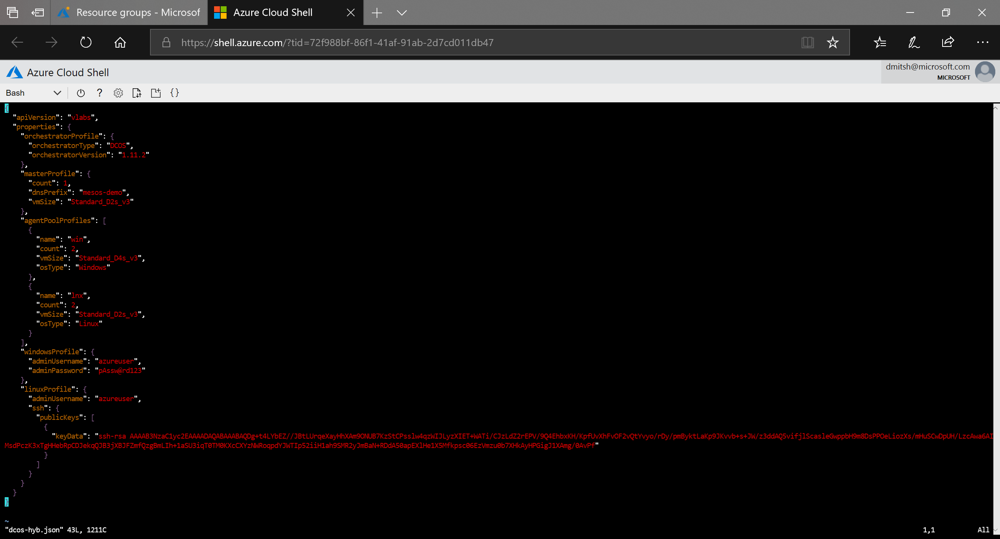 Resource groups - Microsof
Azure Cloud Shell
https://shell.azure.com/?tid=72f988bf-86f1-41af-91ab-2d7cd011db47
Azure Cloud Shell
dmitsh@microsoft.com
MICROSOFT
Bash
{
"apiVersion": "vlabs",
"properties": {
"orchestratorProfile": {
"orchestratorType": "DCOS",
"orchestratorVersion": "1.11.2"
},
"masterProfile": {
"count": 1,
"dnsPrefix": "mesos-demo",
"vmSize": "Standard_D2s_v3"
},
"agentPoolProfiles": [
{
"name": "win",
"count": 2,
"vmSize": "Standard_D4s_v3",
"osType": "Windows"
},
{
"name": "lnx",
"count": 2,
"vmSize": "Standard_D2s_v3",
"osType": "Linux"
}
],
"windowsProfile": {
"adminUsername": "azureuser",
"adminPassword": "pAssw@rd123"
},
"linuxProfile": {
"adminUsername": "azureuser",
"ssh": {
"publicKeys": [
{
"keyData": "ssh-rsa AAAAB3NzaC1yc2EAAAADAQABAAABAQDg+t4LYbEZ//JBtLUrqeXayHhXAm9ONUB7KzStCPsslw4qzWIJLyzXIET+WATi/CJzLdZ2rEPV/9Q4EhbxKH/KpfUvXhFvOF2vQtYvyo/rDy/pmByktLaKp9JKvvb+s+JW/z3ddAQ5vifjlScasleGwppbH9m8DsPPOeLiozXs/mHuSCwDpUH/LzcAwa6AI
MsdPczK3xTgHHebRpCDJekqQJB3jXBJFZmfQzgBmLIh+1aSU3iqT0TM0KXcCXYzNWRoqpdYJWTIp52iiH1ah9SMR2yJmBaN+RDdA50apEXlHe1X5Mfkpsc06EzVmzu0b7XHkAyHPGigJ1XAmg/0AvPf"
}
]
}
}
}
}
~
"dcos-hyb.json" 43L, 1211C
1,1
All